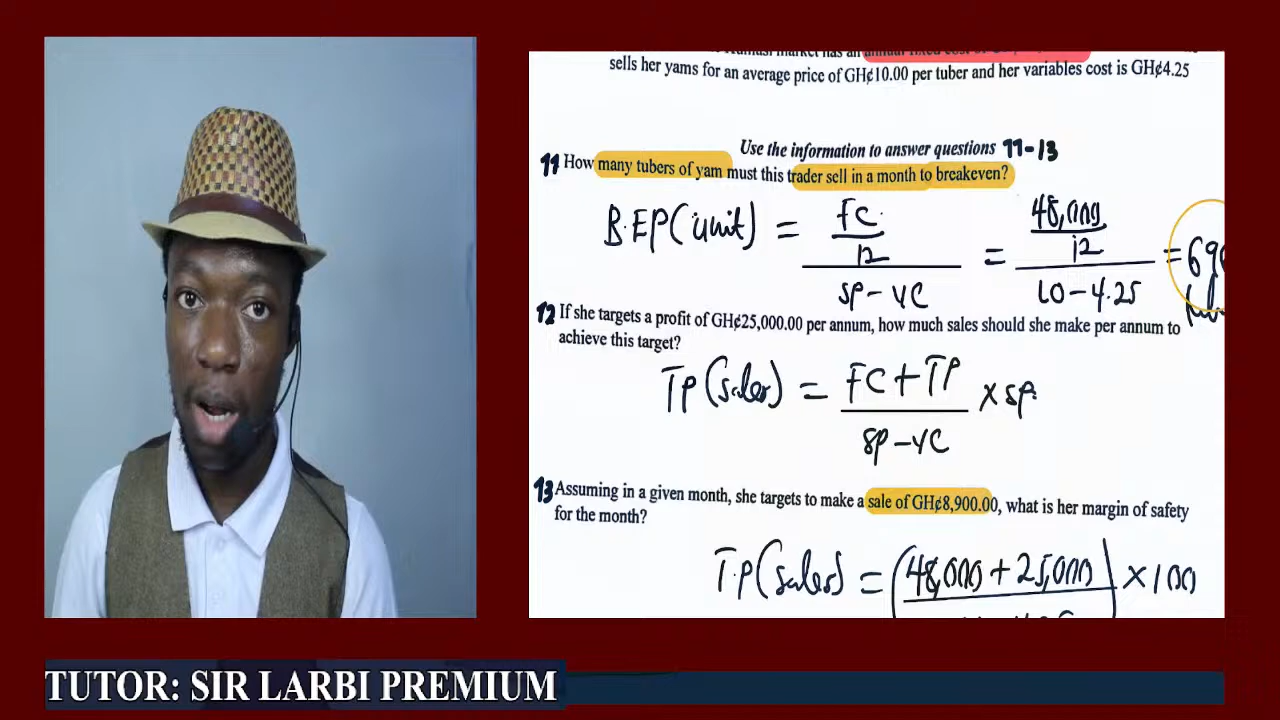 sells her yams for an average price of GH¢10.00 per tuber and her variables cost is GH¢4.25
Use the information to answer questions 11-13
11 How many tubers of yam must this trader sell in a month to breakeven?
B.EP(unit) = FC/12 / SP-VC = 48,000/12 / 10-4.25 = 69
12 If she targets a profit of GH¢25,000.00 per annum, how much sales should she make per annum to
achieve this target?
TP(sales) = FC+TP / SP-VC × SP
13 Assuming in a given month, she targets to make a sale of GH¢8,900.00, what is her margin of safety
for the month?
T.P(sales) = (48,000+25,000) × 100
TUTOR: SIR LARBI PREMIUM